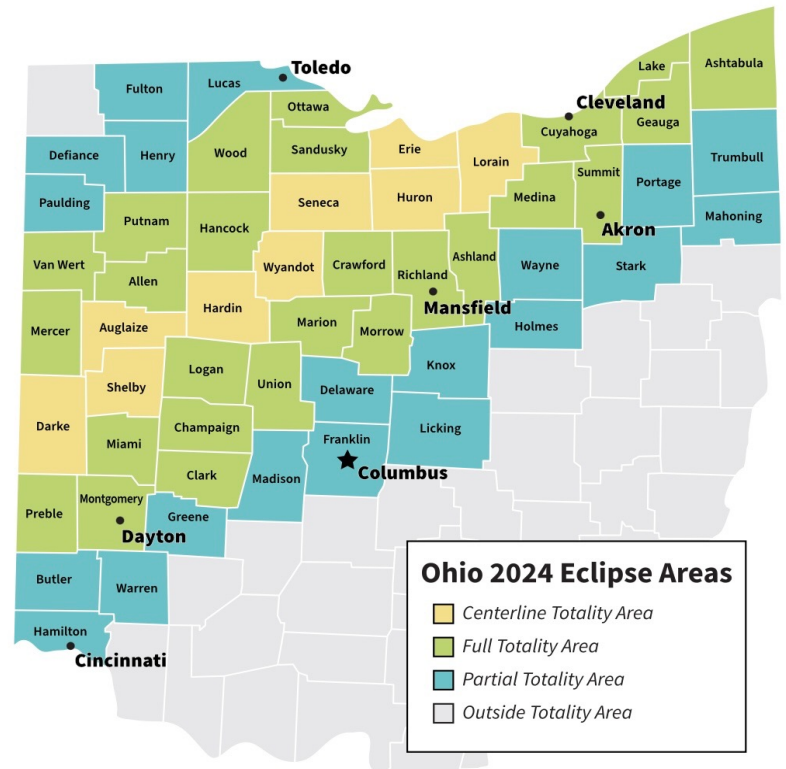 Toledo
Fulton
Lucas
Lake
Ashtabula
Cleveland
Ottawa
Geauga
Cuyahoga
Defiance
Henry
Wood
Sandusky
Erie
Lorain
Trumbull
Summit
Portage
Paulding
Seneca
Huron
Medina
Mahoning
Putnam
Hancock
Akron
Van Wert
Allen
Wyandot
Crawford
Richland
Ashland
Wayne
Stark
Mansfield
Mercer
Auglaize
Hardin
Marion
Morrow
Holmes
Logan
Union
Knox
Shelby
Delaware
Darke
Champaign
Licking
Miami
Franklin
Columbus
Clark
Madison
Montgomery
Preble
Greene
Dayton
Butler
Warren
Hamilton
Cincinnati
Ohio 2024 Eclipse Areas
Centerline Totality Area
Full Totality Area
Partial Totality Area
Outside Totality Area